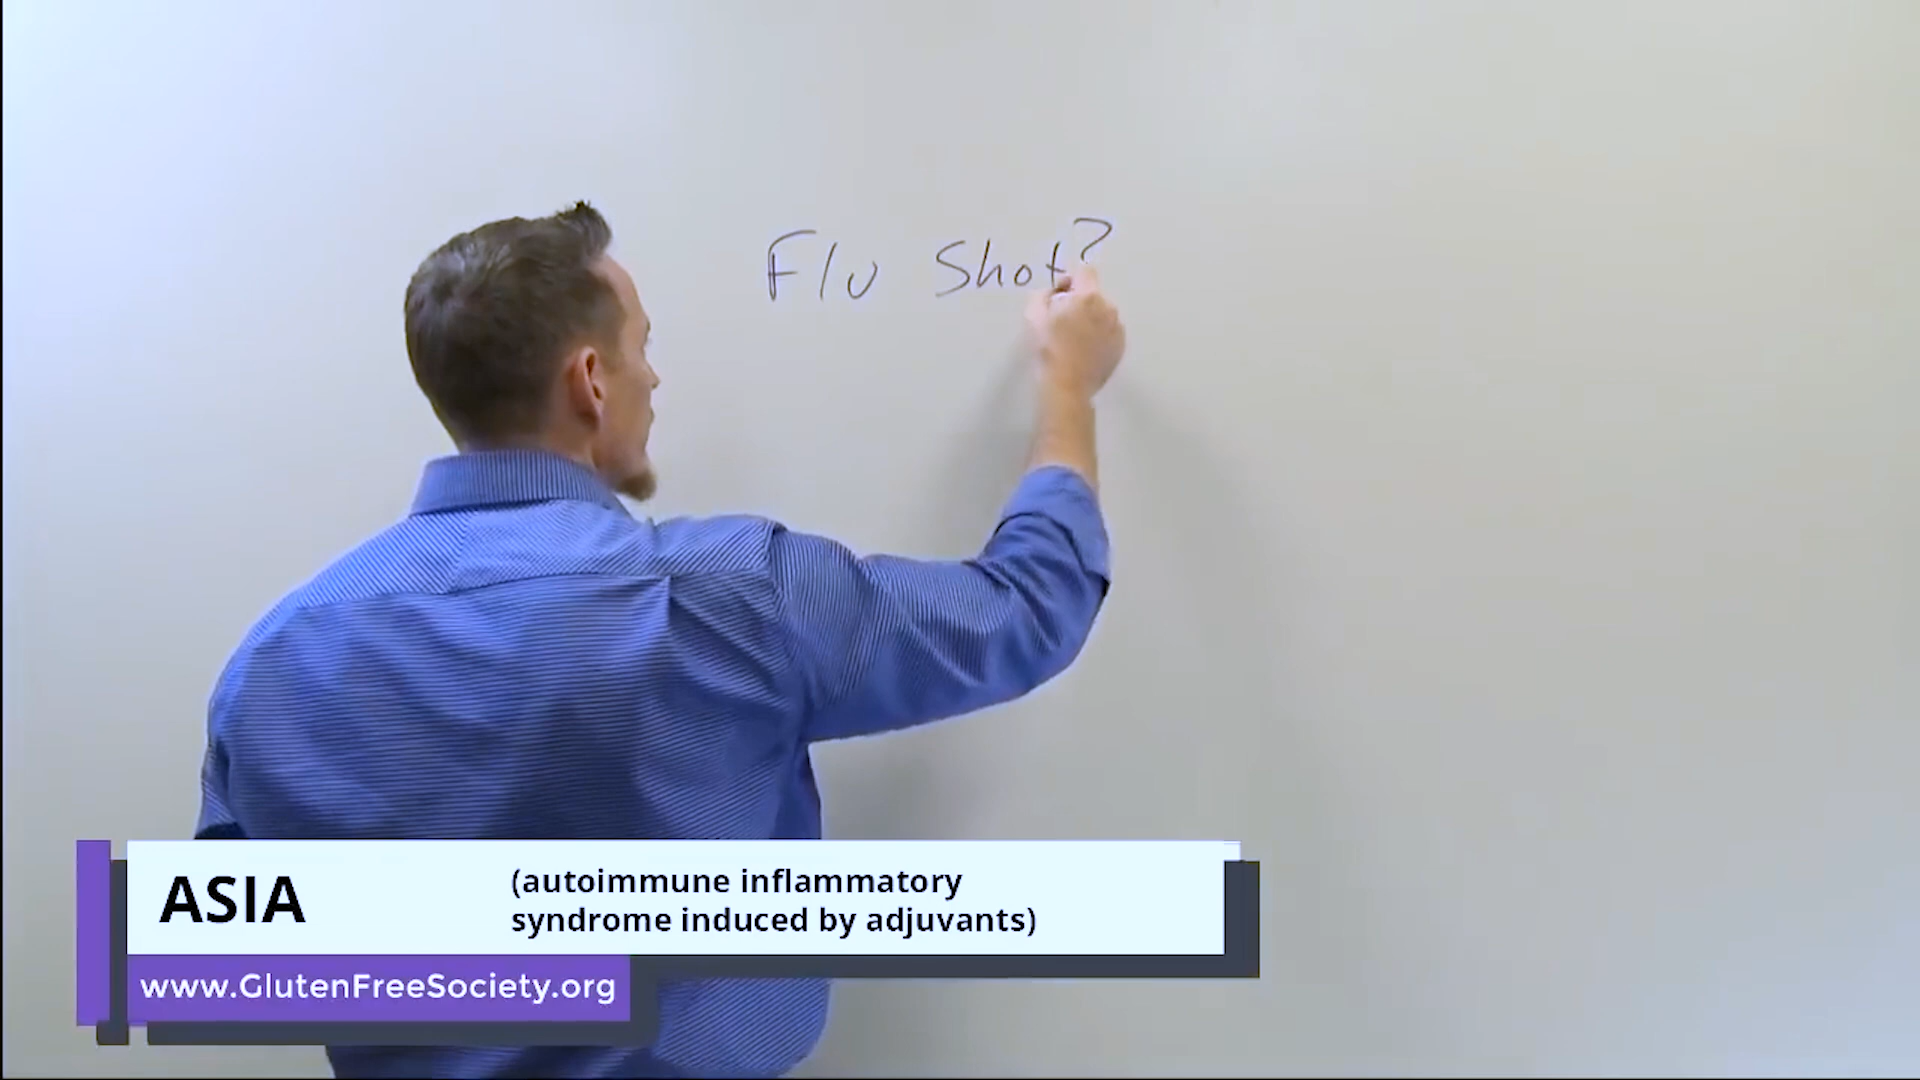 Flu Shot?
ASIA
(autoimmune inflammatory
syndrome induced by adjuvants)
www.GlutenFreeSociety.org